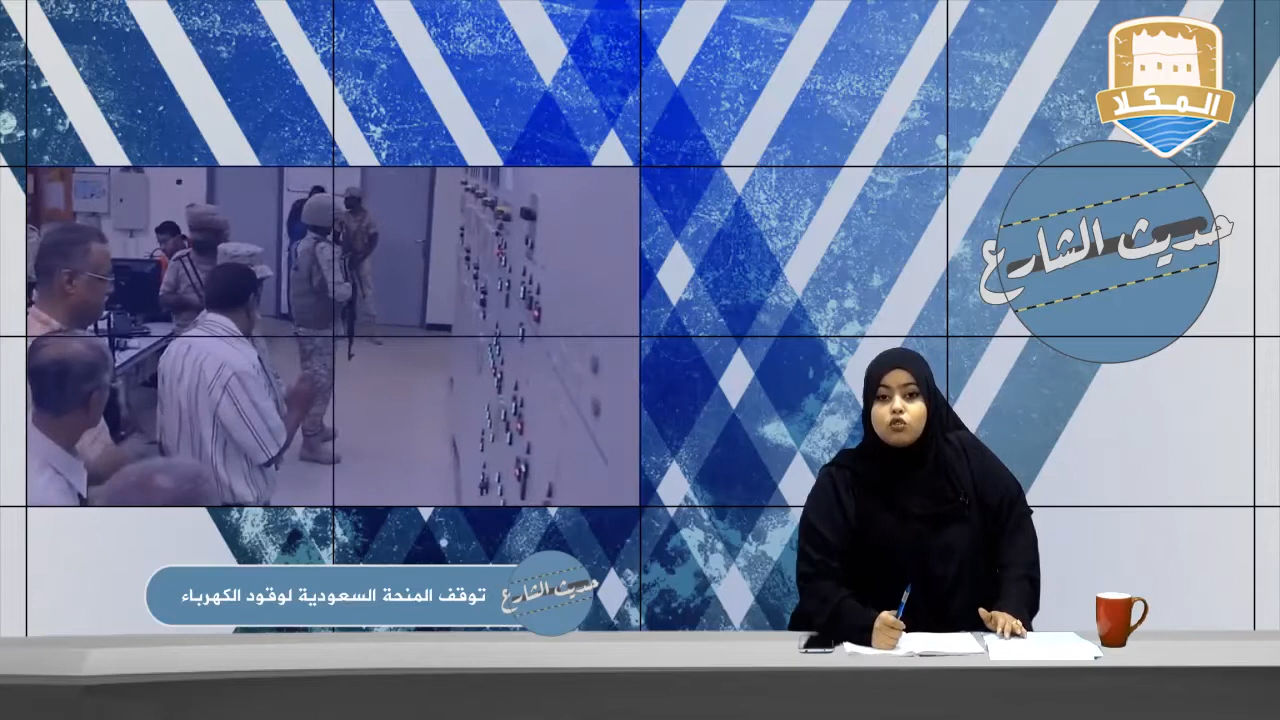 المكلا
حديث الشارع
توقف المنحة السعودية لوقود الكهرباء
حديث الشارع